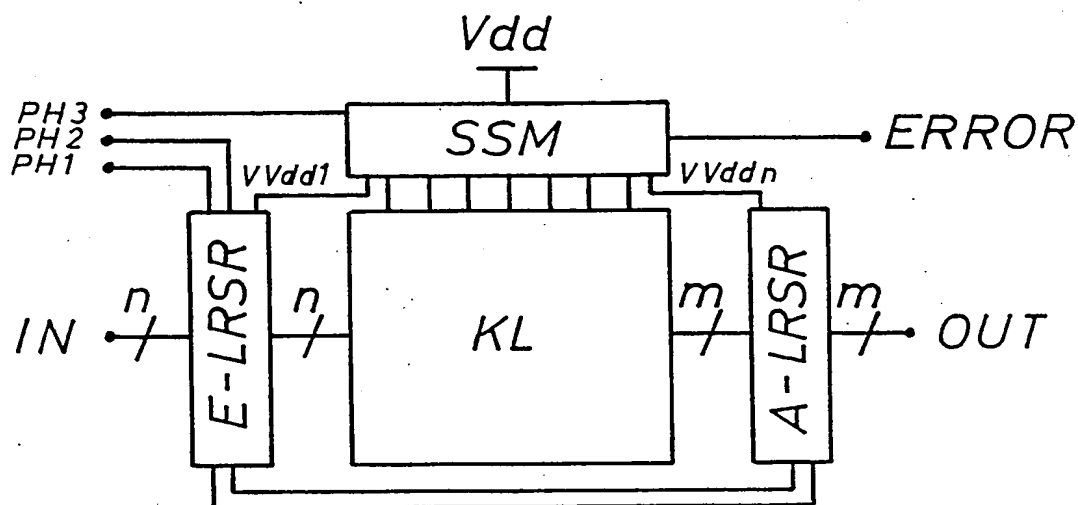 Vdd
PH3
PH2
PH1
SSM
ERROR
VVdd1
VVddn
E-LRSR
A-LRSR
n
n
m
m
IN
KL
OUT